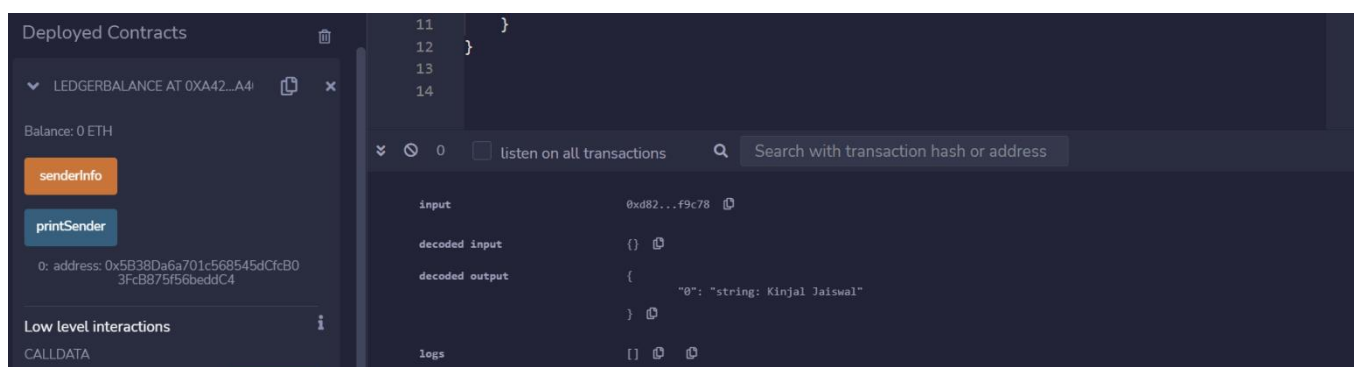 Deployed Contracts
LEDGERBALANCE AT 0XA42...A4
Balance: 0 ETH
senderInfo
printSender
0: address: 0x5B38Da6a701c568545dCfcB0
3FcB875f56beddC4
Low level interactions
i
CALLDATA
11 }
12 }
13
14
0 listen on all transactions Search with transaction hash or address
input 0xd82...f9c78
decoded input {}
decoded output {
"0": "string: Kinjal Jaiswal"
}
logs []